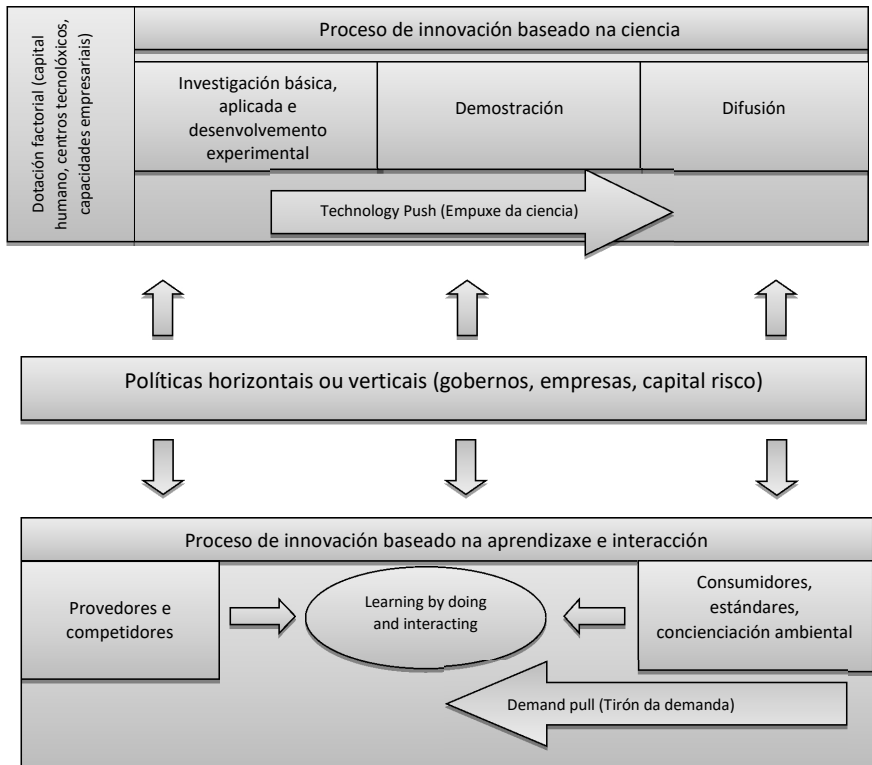 Dotación factorial (capital
humano, centros tecnolóxicos,
capacidades empresariais)
Proceso de innovación baseado na ciencia
Investigación básica,
aplicada e
desenvolvemento
experimental
Demostración
Difusión
Technology Push (Empuxe da ciencia)
Políticas horizontais ou verticais (gobernos, empresas, capital risco)
Proceso de innovación baseado na aprendizaxe e interacción
Provedores e
competidores
Learning by doing
and interacting
Consumidores,
estándares,
concienciación ambiental
Demand pull (Tirón da demanda)